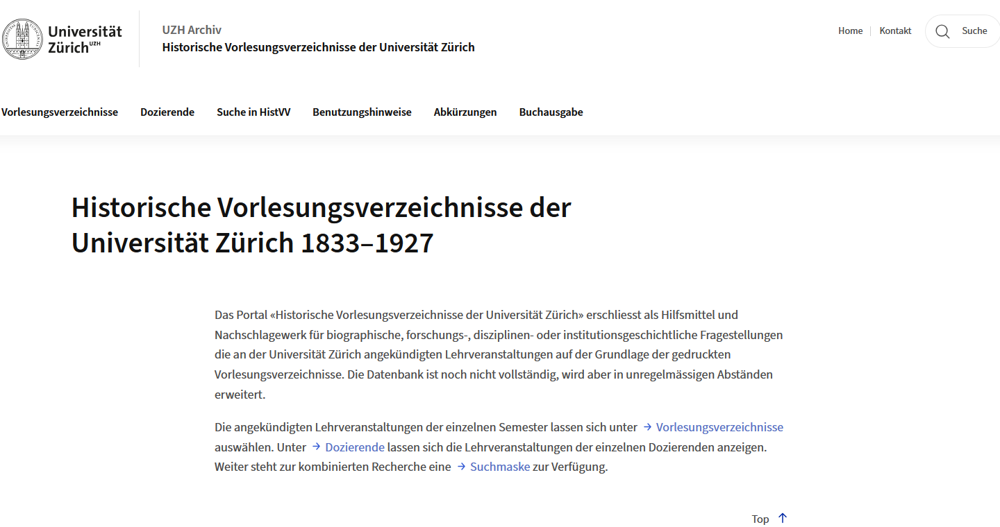 Universität
Zürich UZH
UZH Archiv
Historische Vorlesungsverzeichnisse der Universität Zürich
Home
Kontakt
Suche
Vorlesungsverzeichnisse
Dozierende
Suche in HistVV
Benutzungshinweise
Abkürzungen
Buchausgabe
Historische Vorlesungsverzeichnisse der
Universität Zürich 1833–1927
Das Portal «Historische Vorlesungsverzeichnisse der Universität Zürich» erschliesst als Hilfsmittel und
Nachschlagewerk für biographische, forschungs-, disziplinen- oder institutionsgeschichtliche Fragestellungen
die an der Universität Zürich angekündigten Lehrveranstaltungen auf der Grundlage der gedruckten
Vorlesungsverzeichnisse. Die Datenbank ist noch nicht vollständig, wird aber in unregelmässigen Abständen
erweitert.
Die angekündigten Lehrveranstaltungen der einzelnen Semester lassen sich unter → Vorlesungsverzeichnisse
auswählen. Unter → Dozierende lassen sich die Lehrveranstaltungen der einzelnen Dozierenden anzeigen.
Weiter steht zur kombinierten Recherche eine → Suchmaske zur Verfügung.
Top ↑